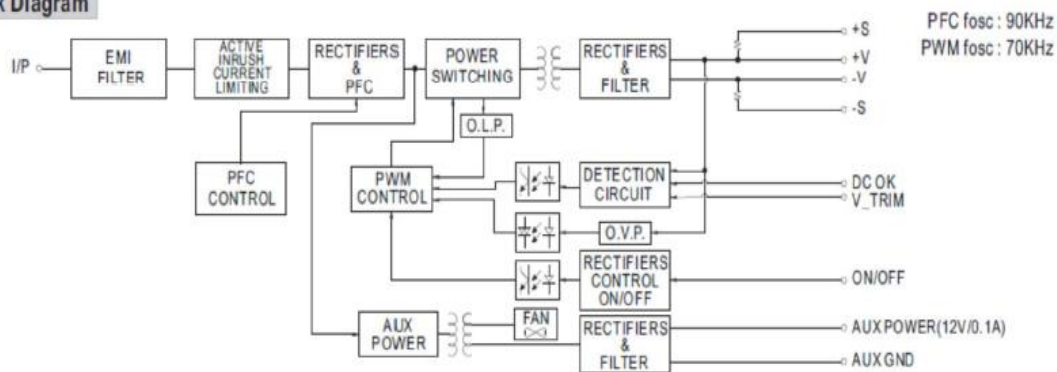 Diagram
PFC fosc : 90KHz
PWM fosc : 70KHz
I/P
EMI
FILTER
ACTIVE
INRUSH
CURRENT
LIMITING
RECTIFIERS
&
PFC
POWER
SWITCHING
RECTIFIERS
&
FILTER
+S
+V
-V
-S
O.L.P.
PFC
CONTROL
PWM
CONTROL
DETECTION
CIRCUIT
DC OK
V_TRIM
O.V.P.
RECTIFIERS
CONTROL
ON/OFF
ON/OFF
AUX
POWER
FAN
RECTIFIERS
&
FILTER
AUX POWER(12V/0.1A)
AUX GND